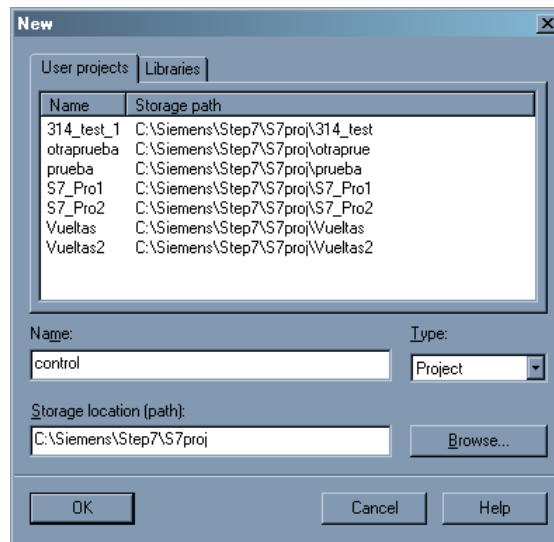 New
User projects Libraries
Name Storage path
314_test_1 C:\Siemens\Step7\S7proj\314_test
otraprueba C:\Siemens\Step7\S7proj\otraprue
prueba C:\Siemens\Step7\S7proj\prueba
S7_Pro1 C:\Siemens\Step7\S7proj\S7_Pro1
S7_Pro2 C:\Siemens\Step7\S7proj\S7_Pro2
Vueltas C:\Siemens\Step7\S7proj\Vueltas
Vueltas2 C:\Siemens\Step7\S7proj\Vueltas2
Name: Type:
control Project
Storage location (path):
C:\Siemens\Step7\S7proj Browse...
OK Cancel Help